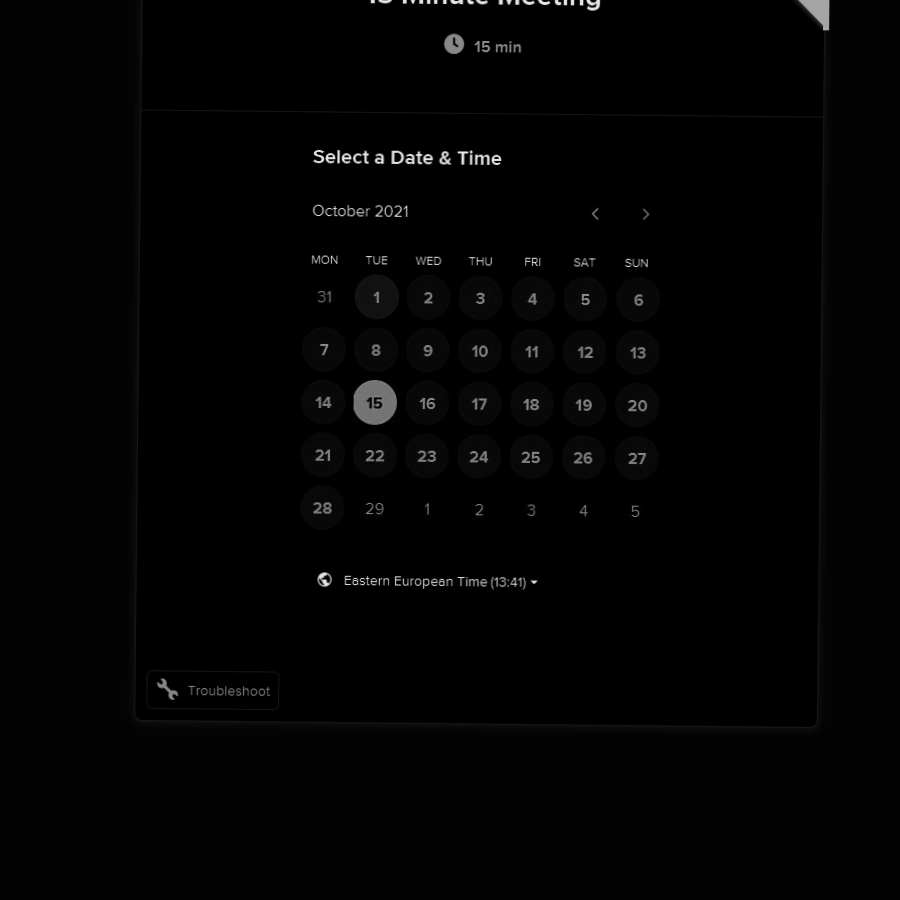 15 Minute Meeting
15 min
Select a Date & Time
October 2021
MON TUE WED THU FRI SAT SUN
31 1 2 3 4 5 6
7 8 9 10 11 12 13
14 15 16 17 18 19 20
21 22 23 24 25 26 27
28 29 1 2 3 4 5
Eastern European Time (13:41)
Troubleshoot